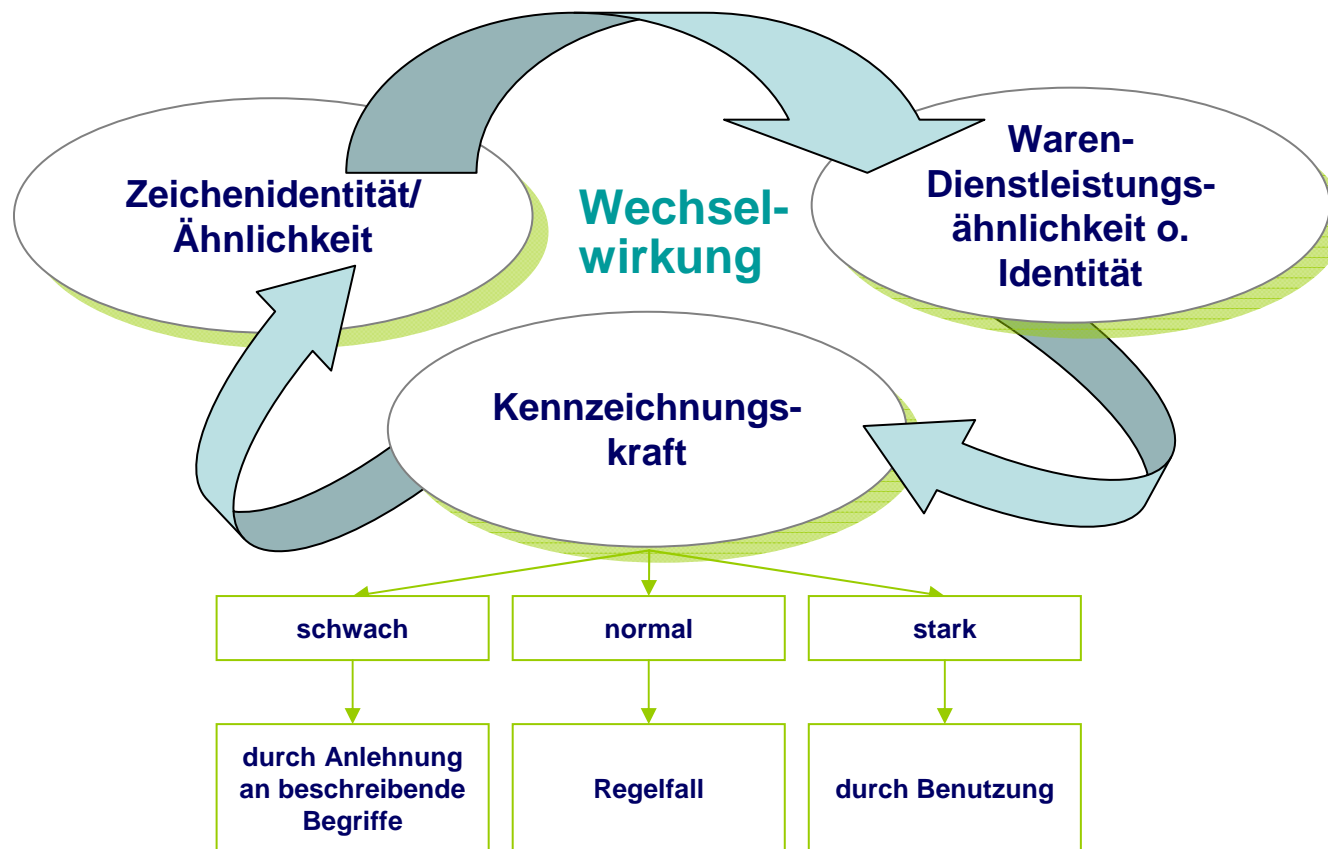 Zeichenidentität/
Ähnlichkeit
Wechsel-
wirkung
Waren-
Dienstleistungs-
ähnlichkeit o.
Identität
Kennzeichnungs-
kraft
schwach
normal
stark
durch Anlehnung
an beschreibende
Begriffe
Regelfall
durch Benutzung